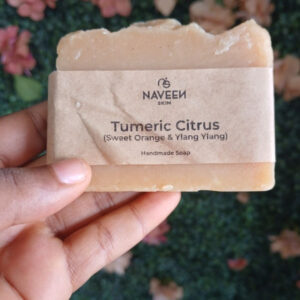 NAVEEN
SKIN
Tumeric Citrus
(Sweet Orange & Ylang Ylang)
Handmade Soap